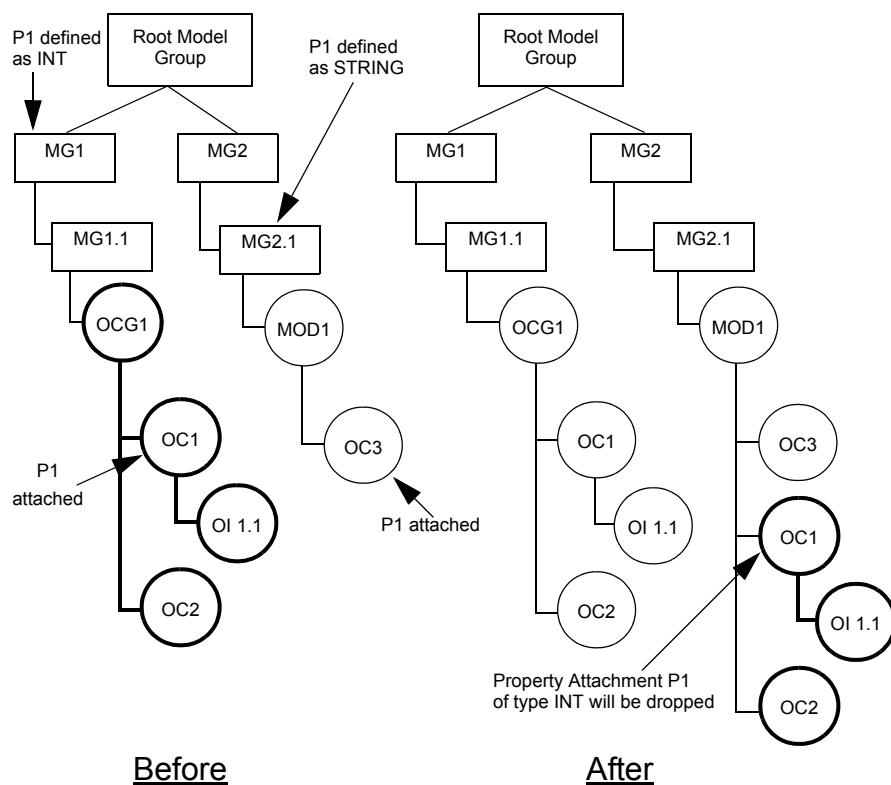 P1 defined
as INT
Root Model
Group
P1 defined
as STRING
MG1
MG2
MG1.1
MG2.1
OCG1
MOD1
OC1
OC3
P1
attached
OI 1.1
P1 attached
OC2
Before
Root Model
Group
MG1
MG2
MG1.1
MG2.1
OCG1
MOD1
OC1
OC3
OI 1.1
OC1
OC2
OI 1.1
Property Attachment P1
of type INT will be dropped
OC2
After